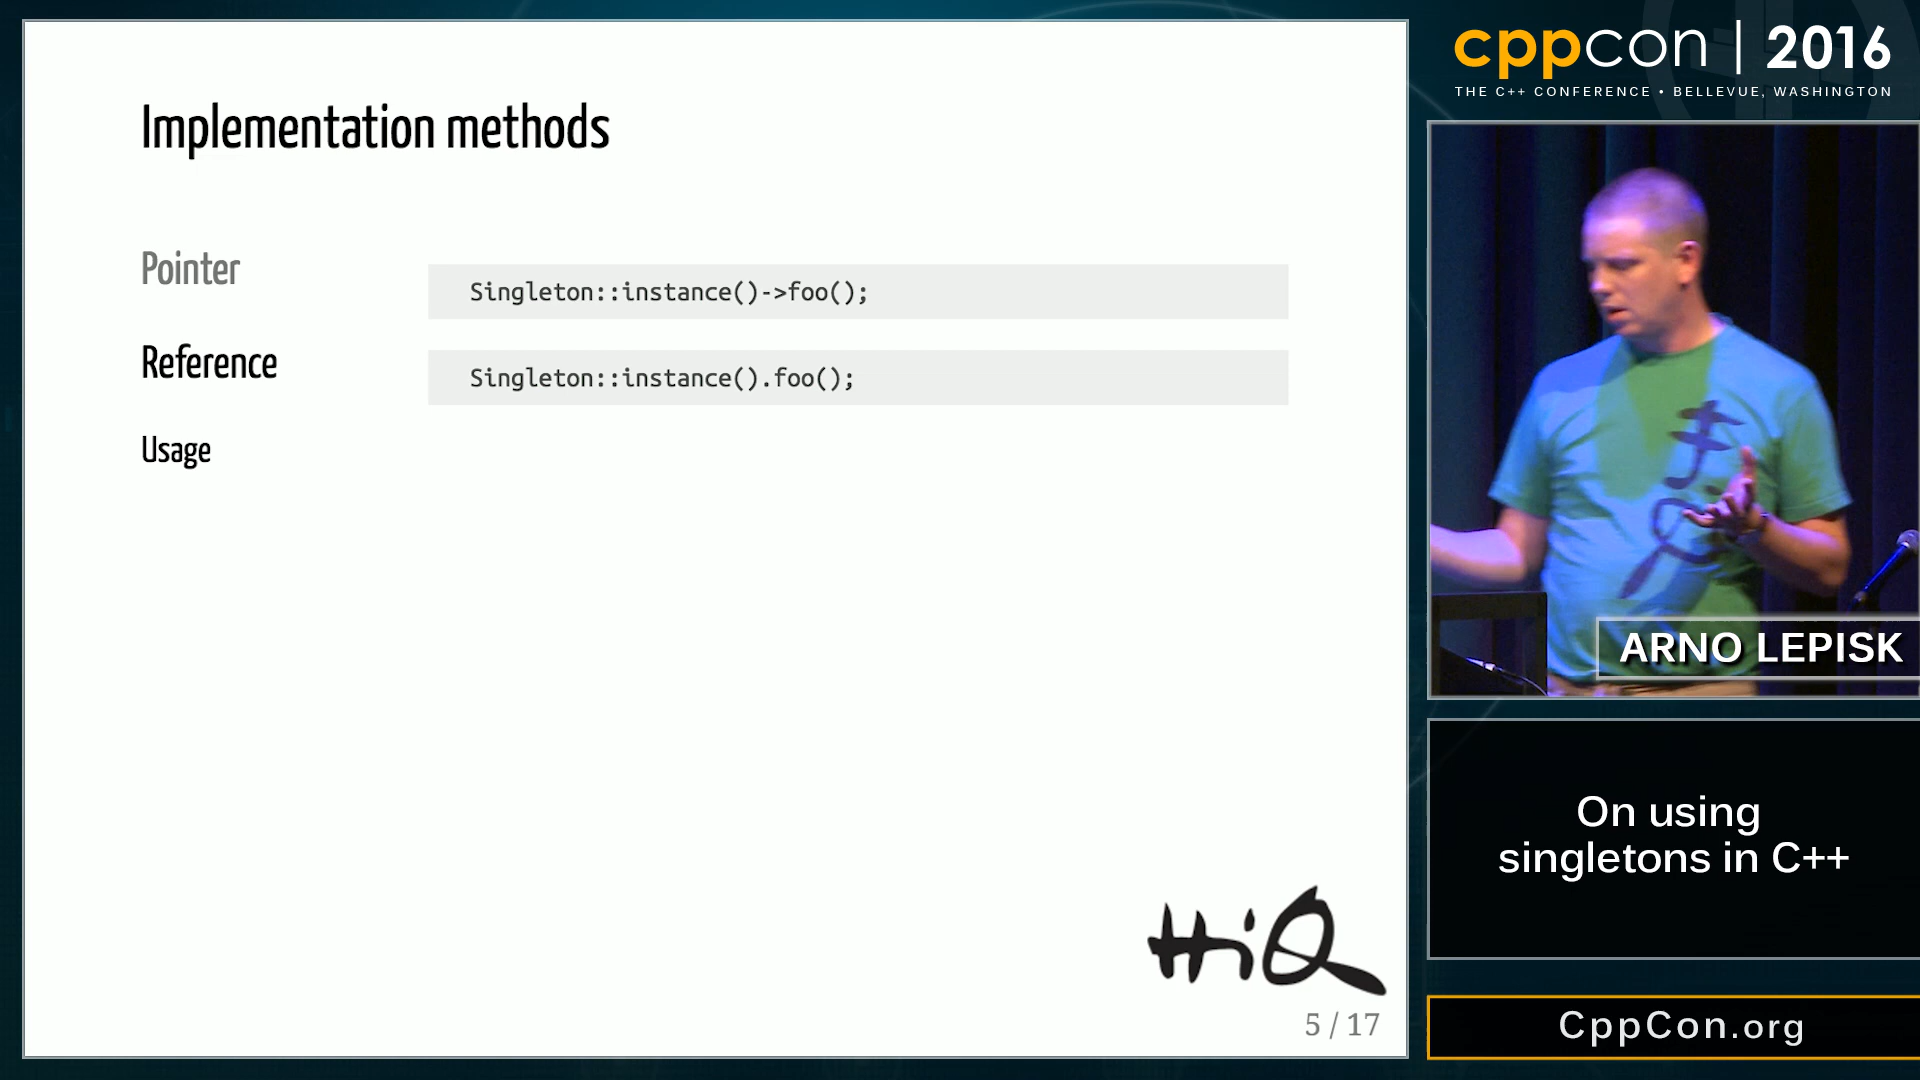 Implementation methods
Pointer
Singleton::instance()->foo();
Reference
Singleton::instance().foo();
Usage
HiQ
5 / 17
cppcon | 2016
THE C++ CONFERENCE • BELLEVUE, WASHINGTON
ARNO LEPISK
On using
singletons in C++
CppCon.org